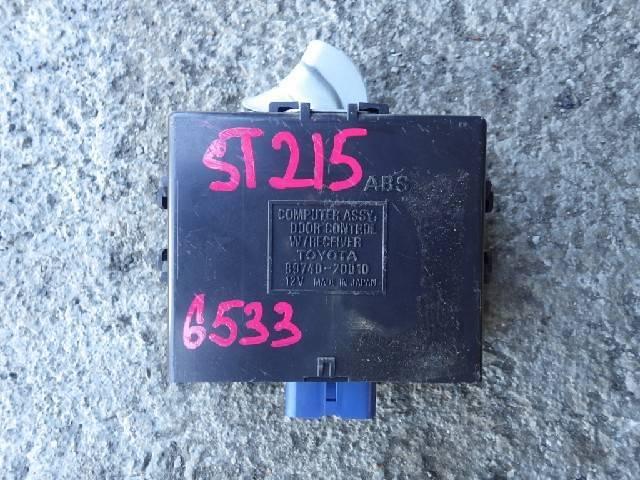 ST215
ABS
COMPUTER ASSY,
DOOR CONTROL
W/RECEIVER
TOYOTA
89740-20010
12V MADE IN JAPAN
6533